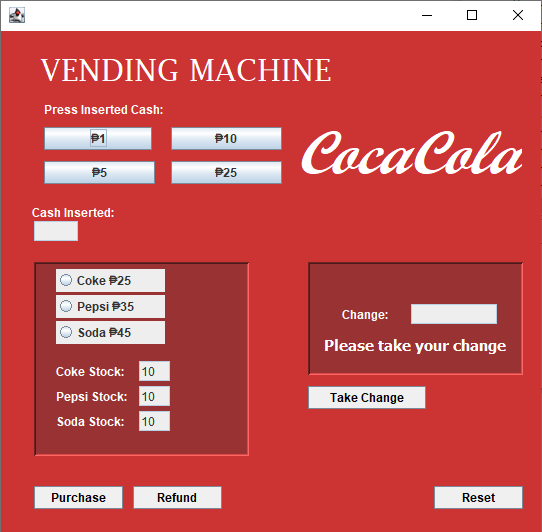 VENDING MACHINE
Press Inserted Cash:
₱1
₱10
₱5
₱25
CocaCola
Cash Inserted:
Coke ₱25
Pepsi ₱35
Soda ₱45
Coke Stock: 10
Pepsi Stock: 10
Soda Stock: 10
Change:
Please take your change
Take Change
Purchase
Refund
Reset